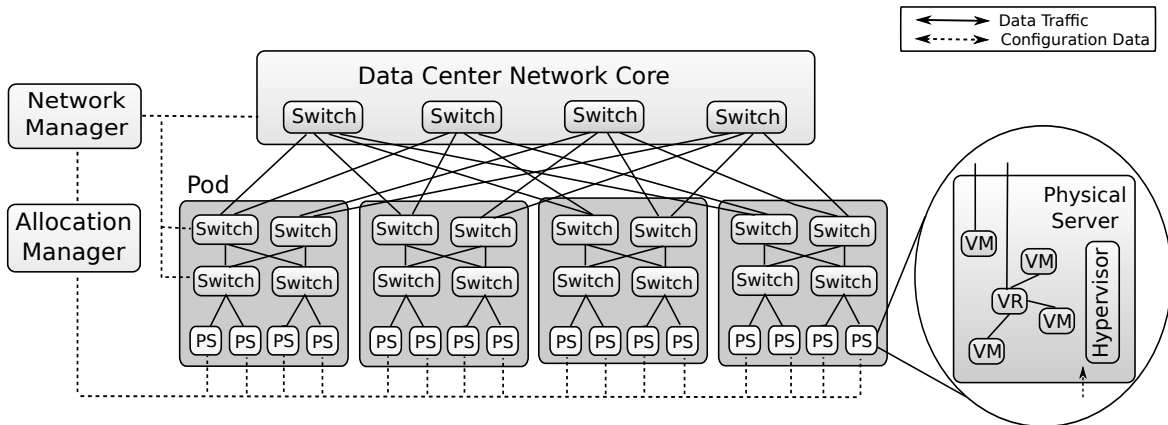 Data Traffic
Configuration Data
Data Center Network Core
Switch Switch Switch Switch
Network
Manager
Allocation
Manager
Pod
Switch Switch Switch Switch Switch Switch Switch Switch
Switch Switch Switch Switch Switch Switch Switch Switch
PS PS PS PS PS PS PS PS PS PS PS PS PS PS PS PS
Physical
Server
VM
VM
VR
VM
VM
Hypervisor